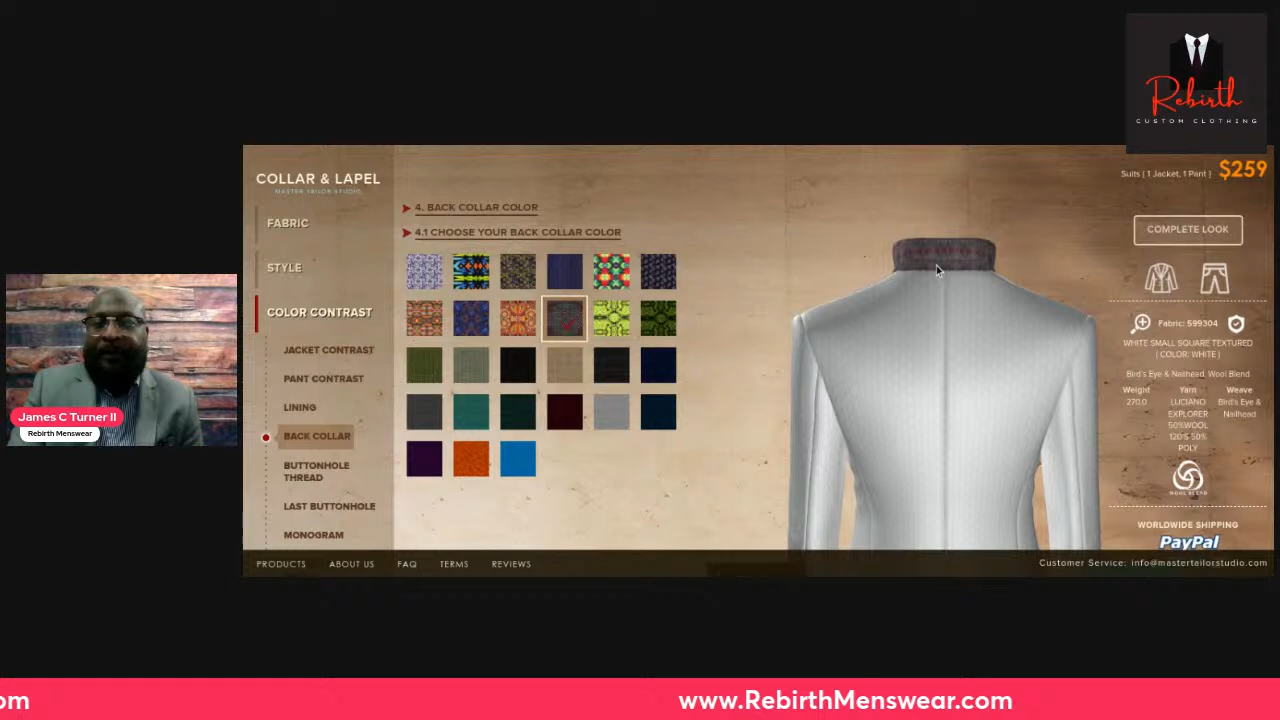 Rebirth
CUSTOM CLOTHING
COLLAR & LAPEL
MASTER TAILOR STUDIO
Suits ( 1 Jacket, 1 Pant ) $259
FABRIC
STYLE
COLOR CONTRAST
JACKET CONTRAST
PANT CONTRAST
LINING
BACK COLLAR
BUTTONHOLE
THREAD
LAST BUTTONHOLE
MONOGRAM
4. BACK COLLAR COLOR
4.1 CHOOSE YOUR BACK COLLAR COLOR
COMPLETE LOOK
Fabric: 599304
WHITE SMALL SQUARE TEXTURED
( COLOR: WHITE )
Bird's Eye & Nailhead, Wool Blend
Weight Yarn Weave
270.0 LUCIANO Bird's Eye &
EXPLORER Nailhead
50%WOOL
120'S 50%
POLY
WOOL BLEND
WORLDWIDE SHIPPING
PayPal
James C Turner II
Rebirth Menswear
PRODUCTS ABOUT US FAQ TERMS REVIEWS
Customer Service: info@mastertailorstudio.com
om www.RebirthMenswear.com